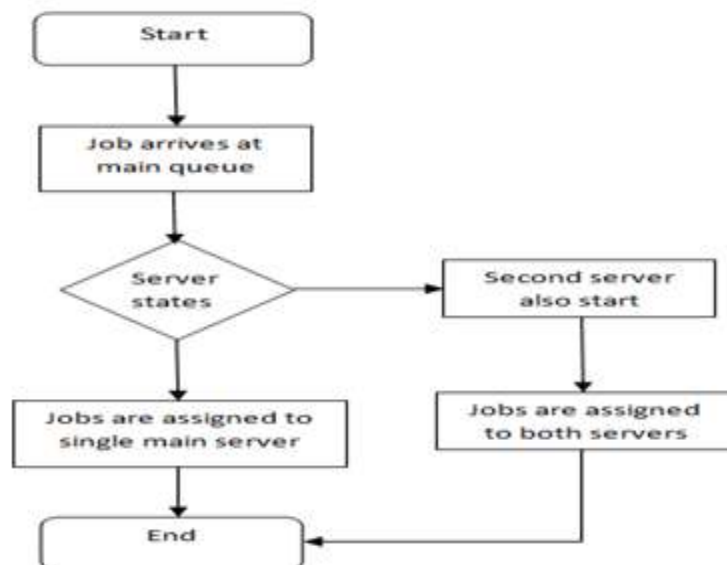 Start
Job arrives at
main queue
Server
states
Second server
also start
Jobs are assigned to
single main server
Jobs are assigned
to both servers
End